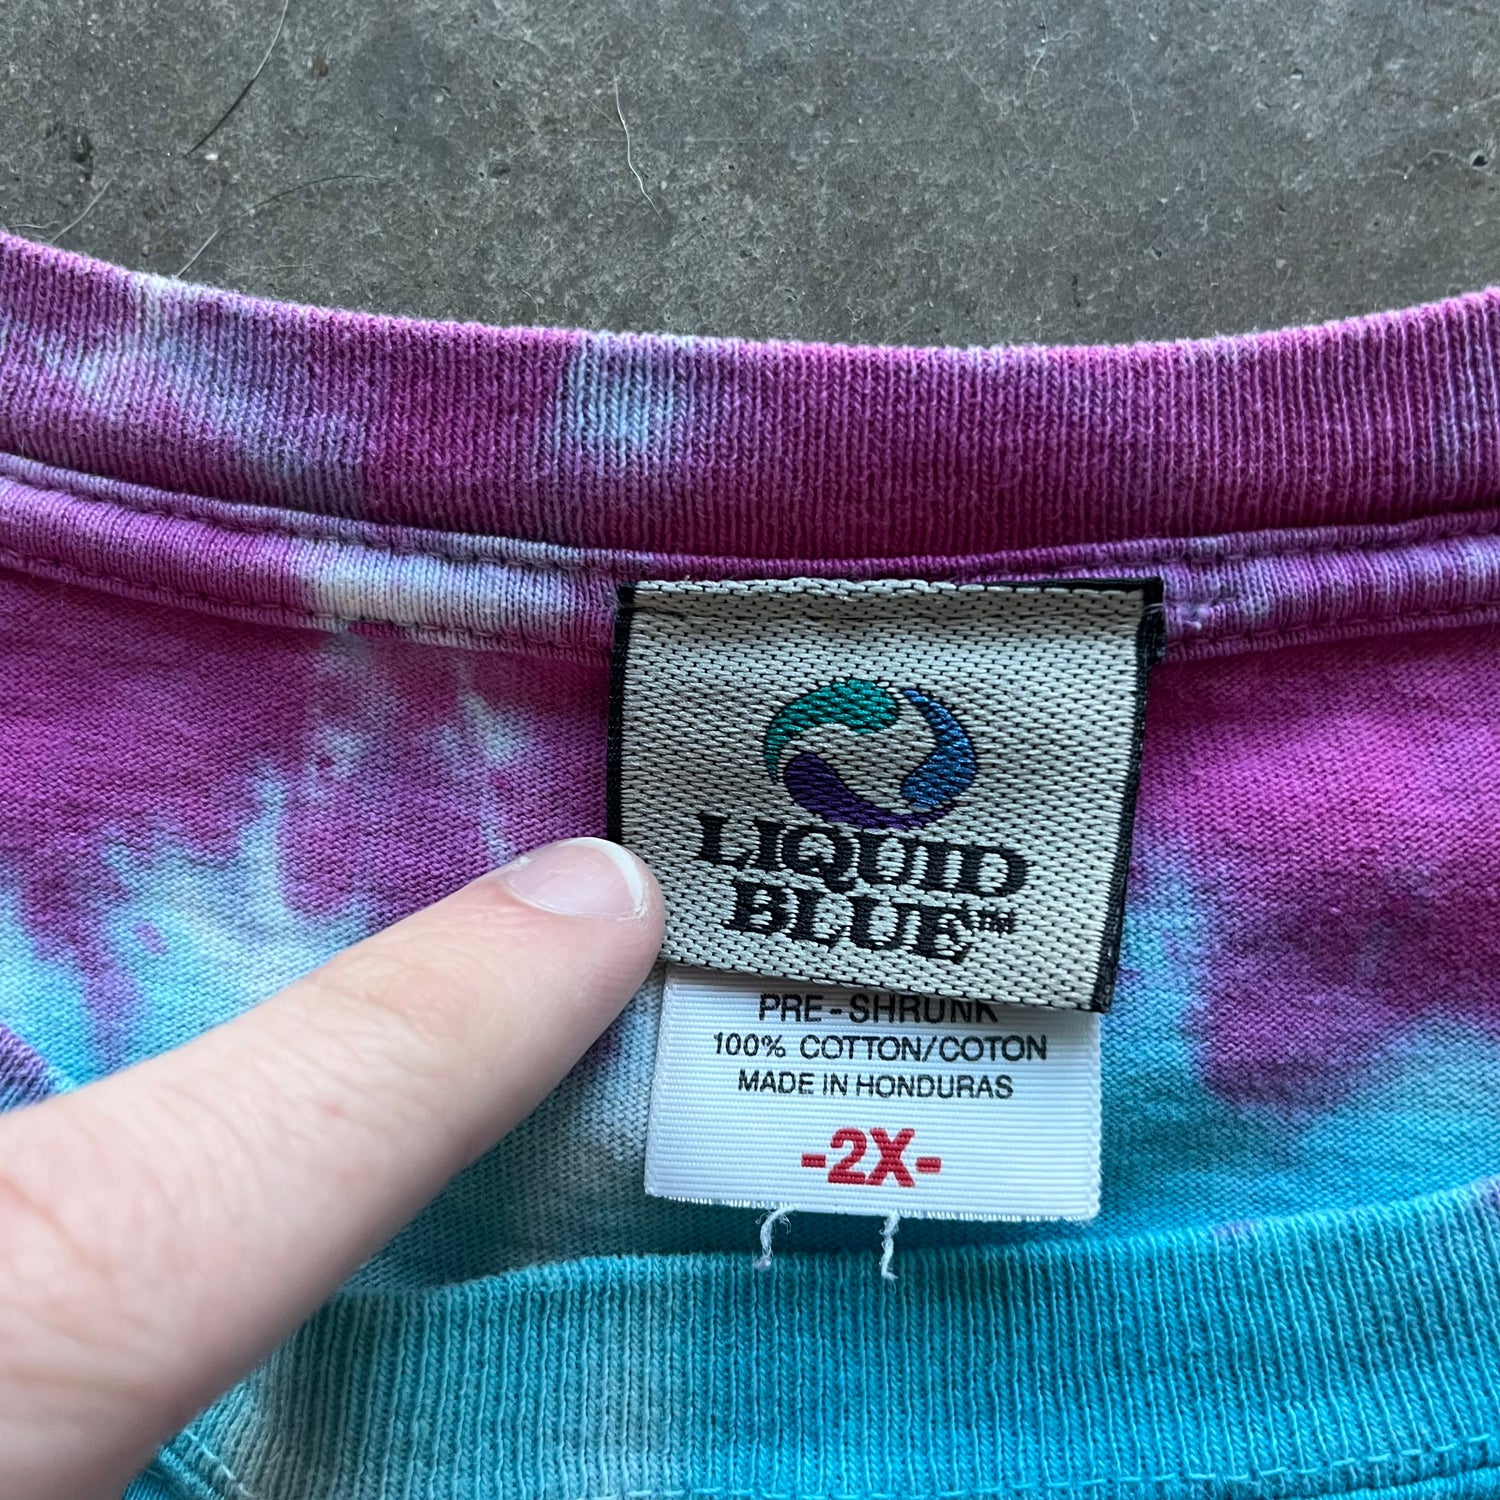 LIQUID
BLUE™
PRE-SHRUNK
100% COTTON/COTON
MADE IN HONDURAS
-2X-